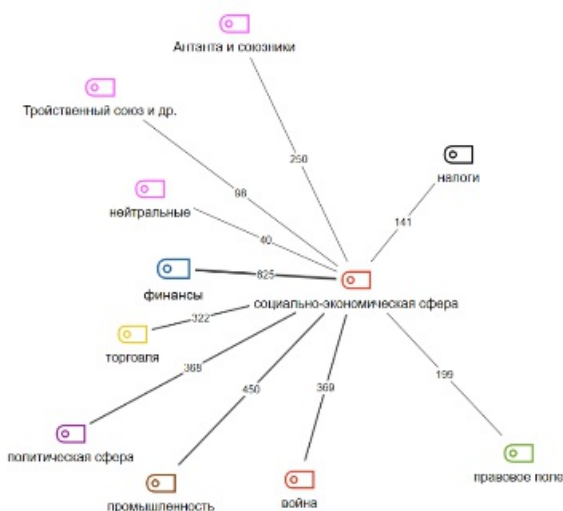 Антанта и союзники
Тройственный союз и др.
250
налоги
98
нейтральные
141
40
финансы
625
социально-экономическая сфера
322
торговля
368
199
450
369
политическая сфера
правовое поле
промышленность
война